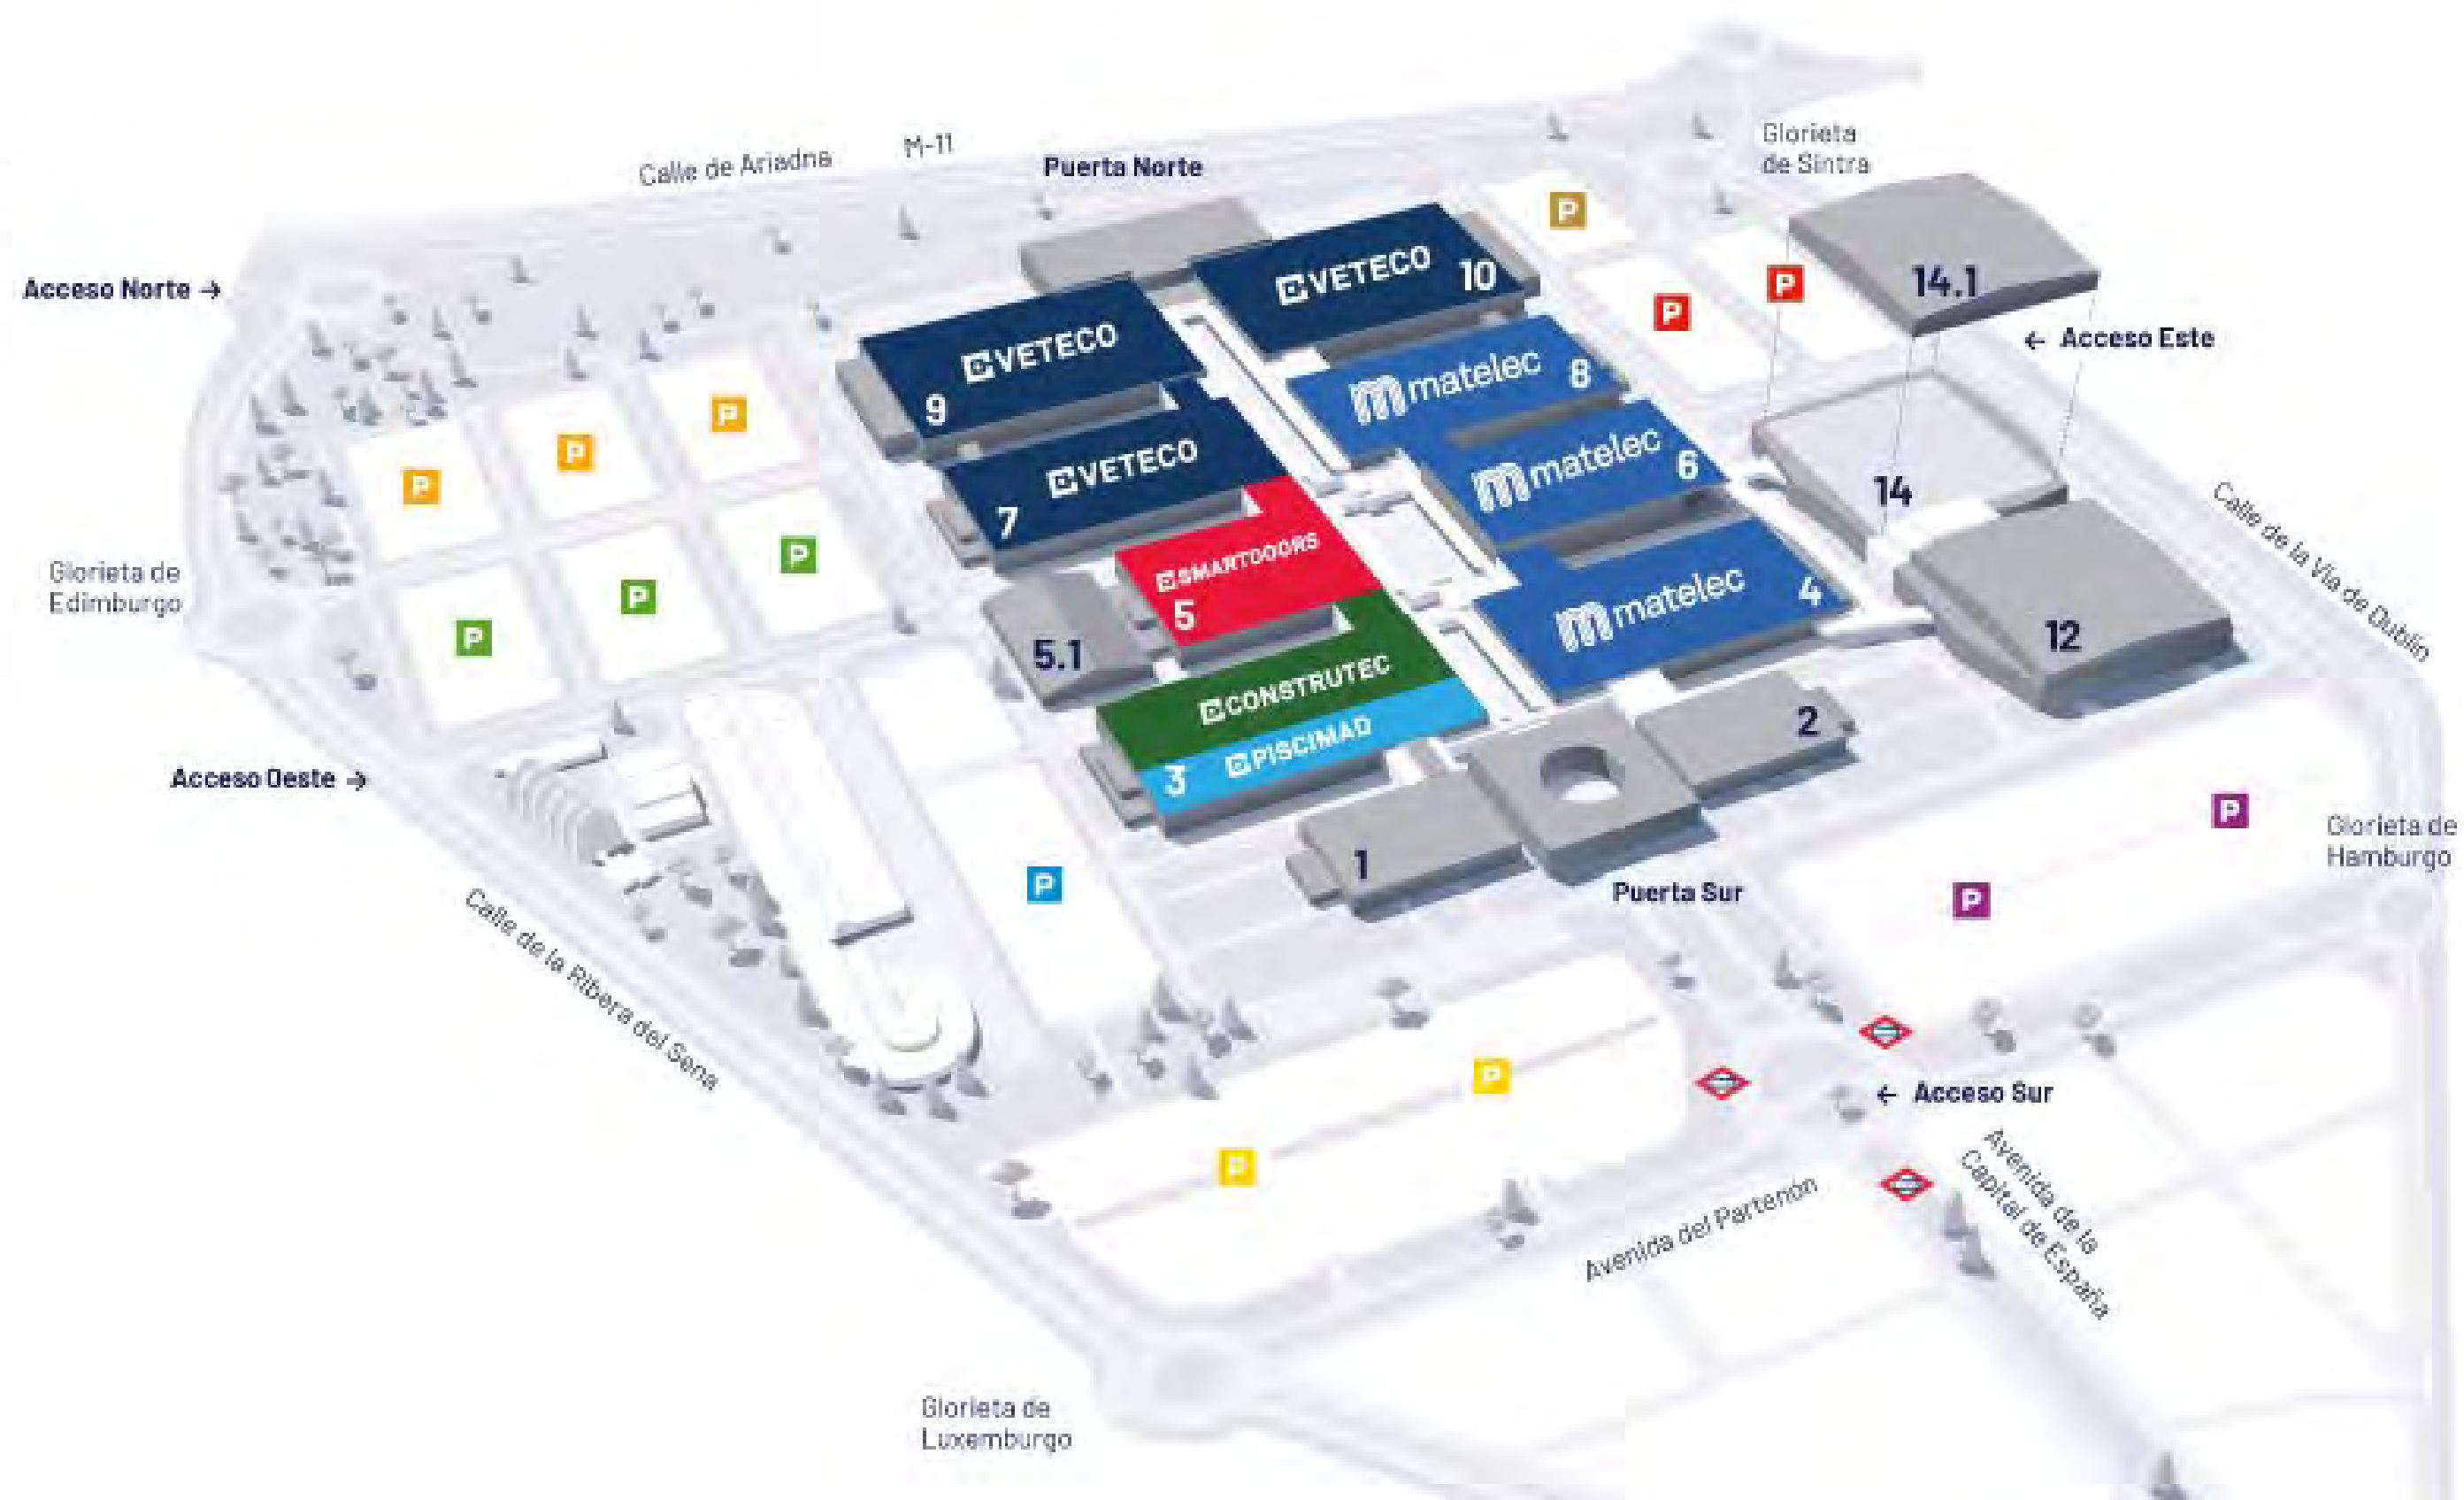 Calle de Ariadna
M-11
Puerta Norte
Glorieta
de Sintra
P
Acceso Norte →
VETECO
10
P
P
14.1
← Acceso Este
VETECO
9
matelec
8
P
P
P
VETECO
7
matelec
6
14
Calle de la Vía de Dublín
Glorieta de
Edimburgo
P
P
P
SMARTDOORS
5
5.1
matelec
4
12
CONSTRUTEC
PISCIMAD
3
2
1
Acceso Oeste →
P
Puerta Sur
P
P
Glorieta de
Hamburgo
Calle de la Ribera del Sena
P
P
← Acceso Sur
Avenida del Partenón
Avenida de la
Capital de España
Glorieta de
Luxemburgo